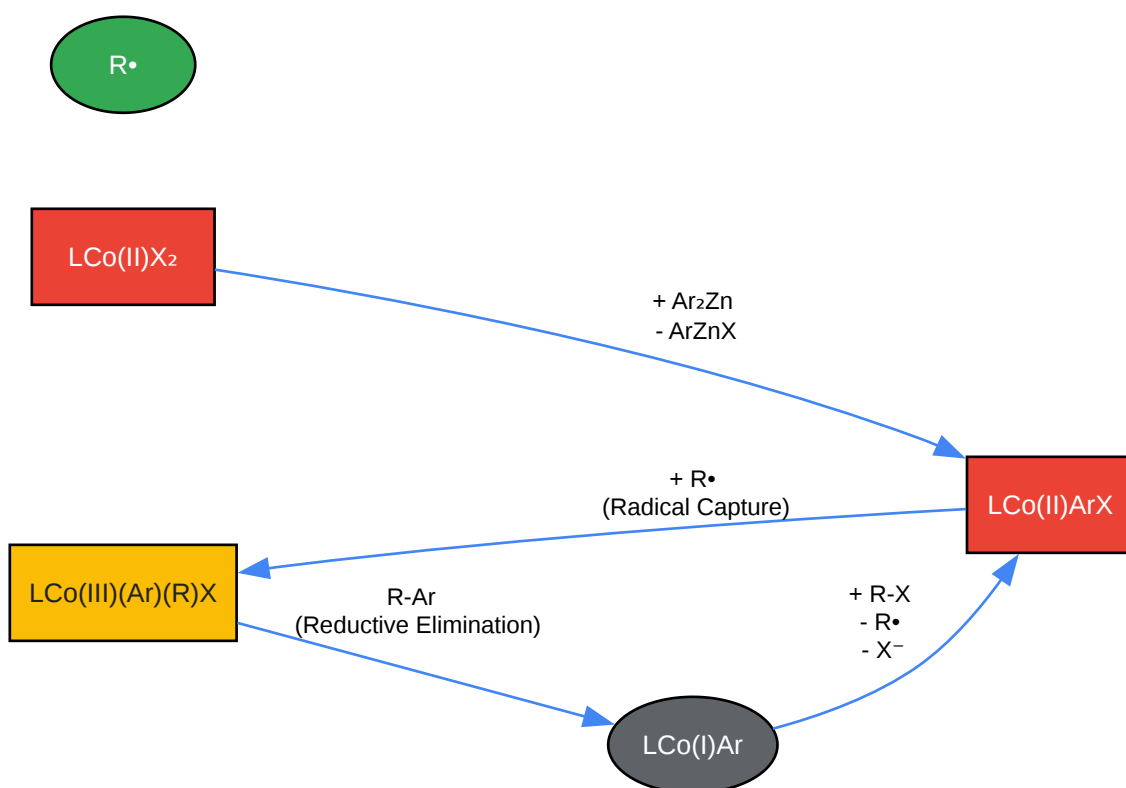 R•
LCo(II)X₂
+ Ar₂Zn
- ArZnX
+ R•
(Radical Capture)
LCo(II)ArX
LCo(III)(Ar)(R)X
R-Ar
(Reductive Elimination)
+ R-X
- R•
- X⁻
LCo(I)Ar